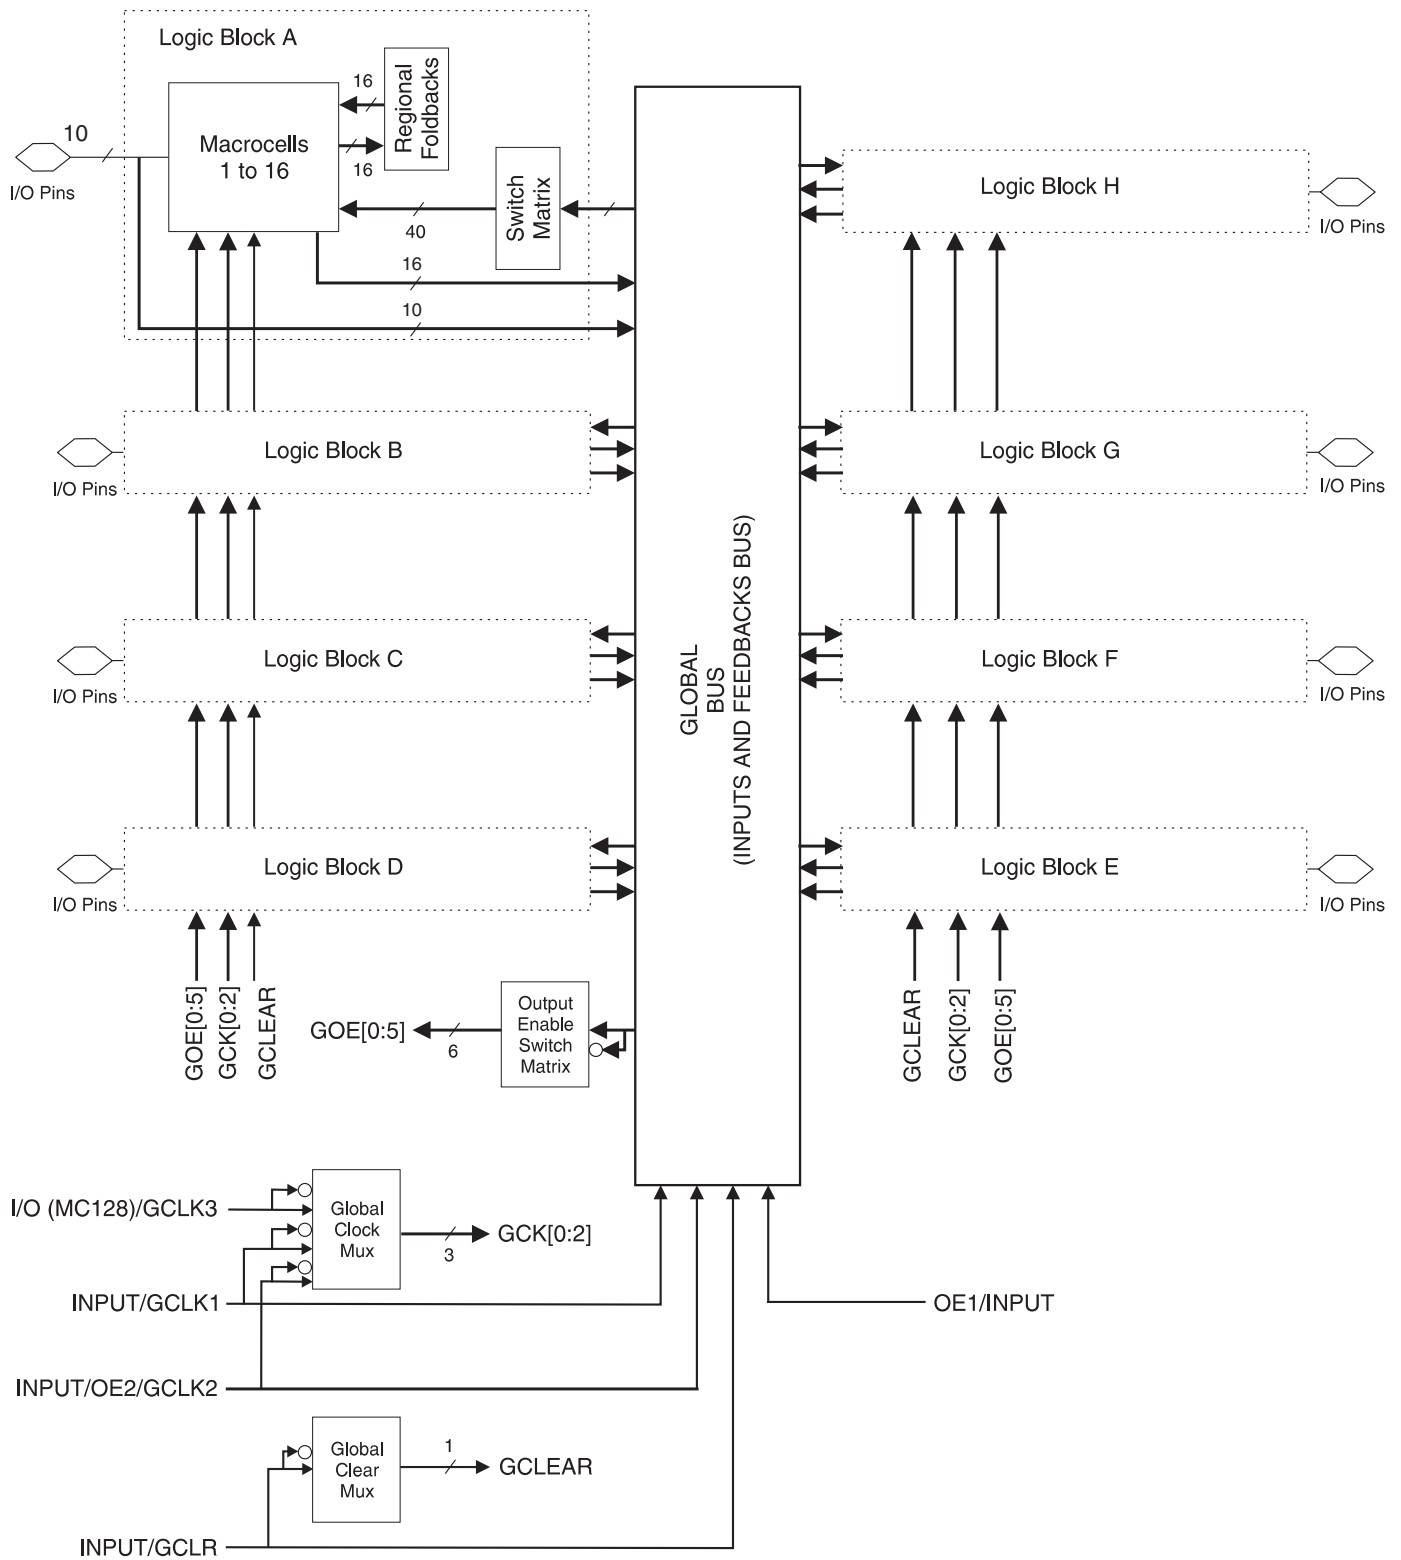 Logic Block A
16
Regional
Foldbacks
16
Macrocells
1 to 16
10
I/O Pins
Switch
Matrix
40
16
10
Logic Block H
I/O Pins
Logic Block B
I/O Pins
Logic Block G
I/O Pins
GLOBAL
BUS
(INPUTS AND FEEDBACKS BUS)
Logic Block C
I/O Pins
Logic Block F
I/O Pins
Logic Block D
I/O Pins
Logic Block E
I/O Pins
GOE[0:5]
GCK[0:2]
GCLEAR
GOE[0:5]
6
Output
Enable
Switch
Matrix
GCLEAR
GCK[0:2]
GOE[0:5]
I/O (MC128)/GCLK3
Global
Clock
Mux
3
GCK[0:2]
INPUT/GCLK1
OE1/INPUT
INPUT/OE2/GCLK2
Global
Clear
Mux
1
GCLEAR
INPUT/GCLR